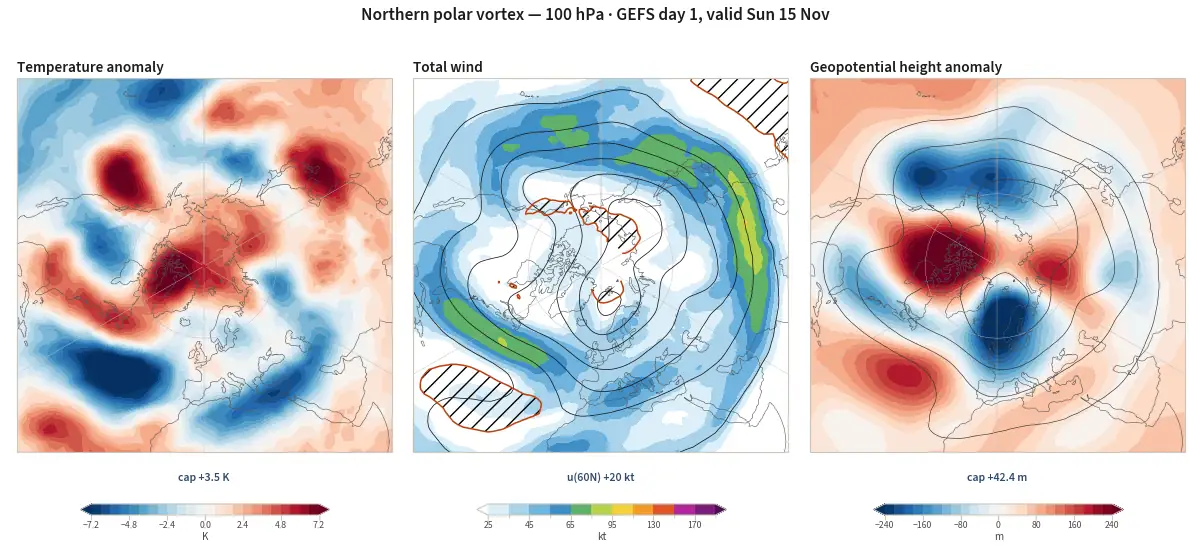 Northern polar vortex — 100 hPa · GEFS day 1, valid Sun 15 Nov
Temperature anomaly
Total wind
Geopotential height anomaly
cap +3.5 K
u(60N) +20 kt
cap +42.4 m
−7.2 −4.8 −2.4 0.0 2.4 4.8 7.2
K
25 45 65 95 130 170
kt
−240 −160 −80 0 80 160 240
m